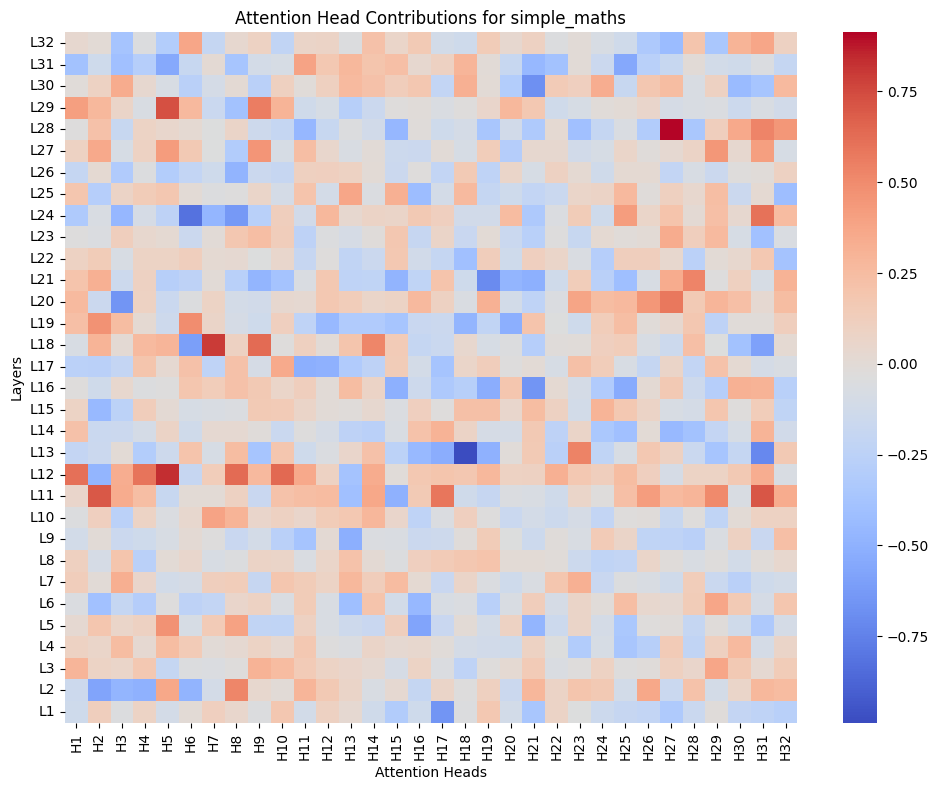 Attention Head Contributions for simple_maths
Layers
L32
L31
L30
L29
L28
L27
L26
L25
L24
L23
L22
L21
L20
L19
L18
L17
L16
L15
L14
L13
L12
L11
L10
L9
L8
L7
L6
L5
L4
L3
L2
L1
H1 H2 H3 H4 H5 H6 H7 H8 H9 H10 H11 H12 H13 H14 H15 H16 H17 H18 H19 H20 H21 H22 H23 H24 H25 H26 H27 H28 H29 H30 H31 H32
Attention Heads
0.75
0.50
0.25
0.00
−0.25
−0.50
−0.75